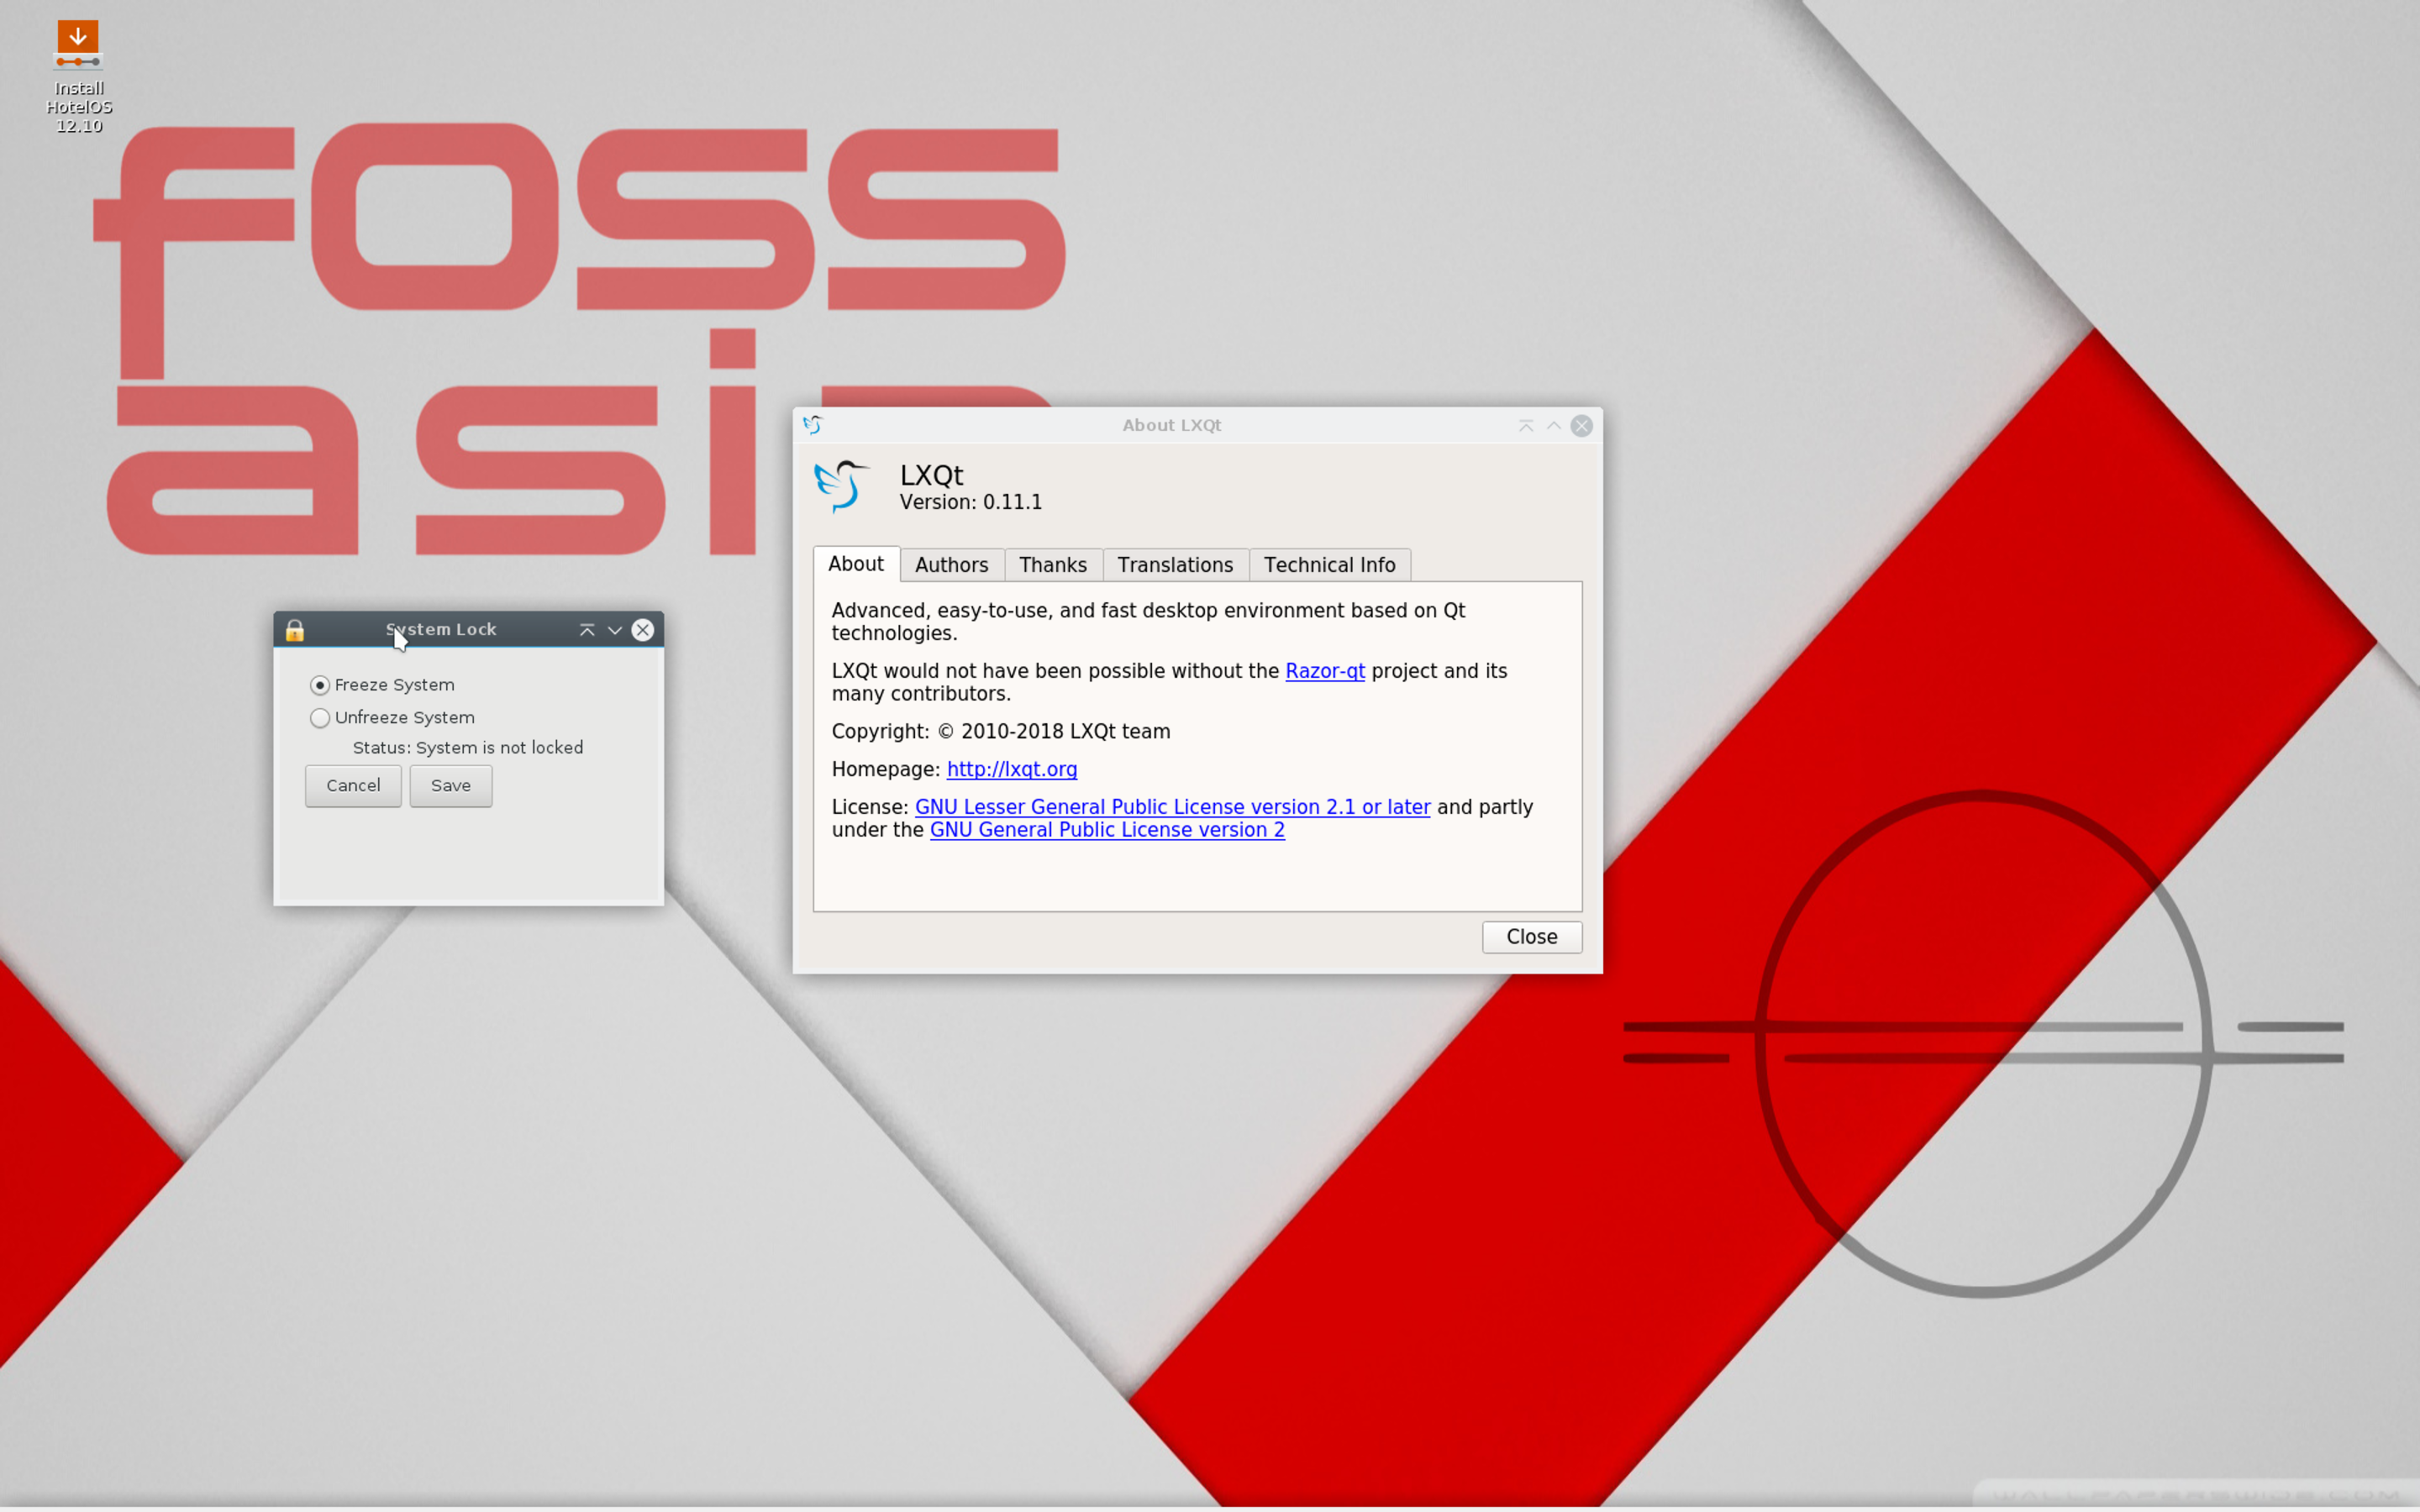 Install
HotelOS
12.10
foss
asia
About LXQt
LXQt
Version: 0.11.1
About Authors Thanks Translations Technical Info
Advanced, easy-to-use, and fast desktop environment based on Qt
technologies.
LXQt would not have been possible without the Razor-qt project and its
many contributors.
Copyright: © 2010-2018 LXQt team
Homepage: http://lxqt.org
License: GNU Lesser General Public License version 2.1 or later and partly
under the GNU General Public License version 2
Close
System Lock
Freeze System
Unfreeze System
Status: System is not locked
Cancel Save